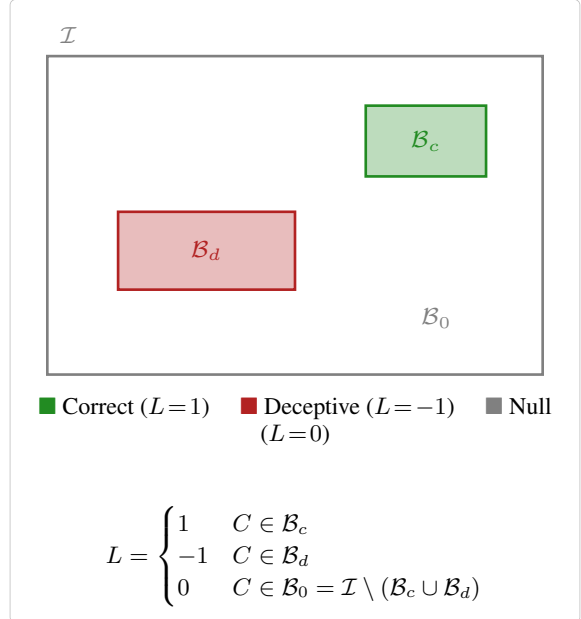 ℐ
ℬ_c
ℬ_d
ℬ_0
Correct (L = 1) Deceptive (L = −1) Null
(L = 0)
L = { 1 C ∈ ℬ_c
−1 C ∈ ℬ_d
0 C ∈ ℬ_0 = ℐ \ (ℬ_c ∪ ℬ_d)